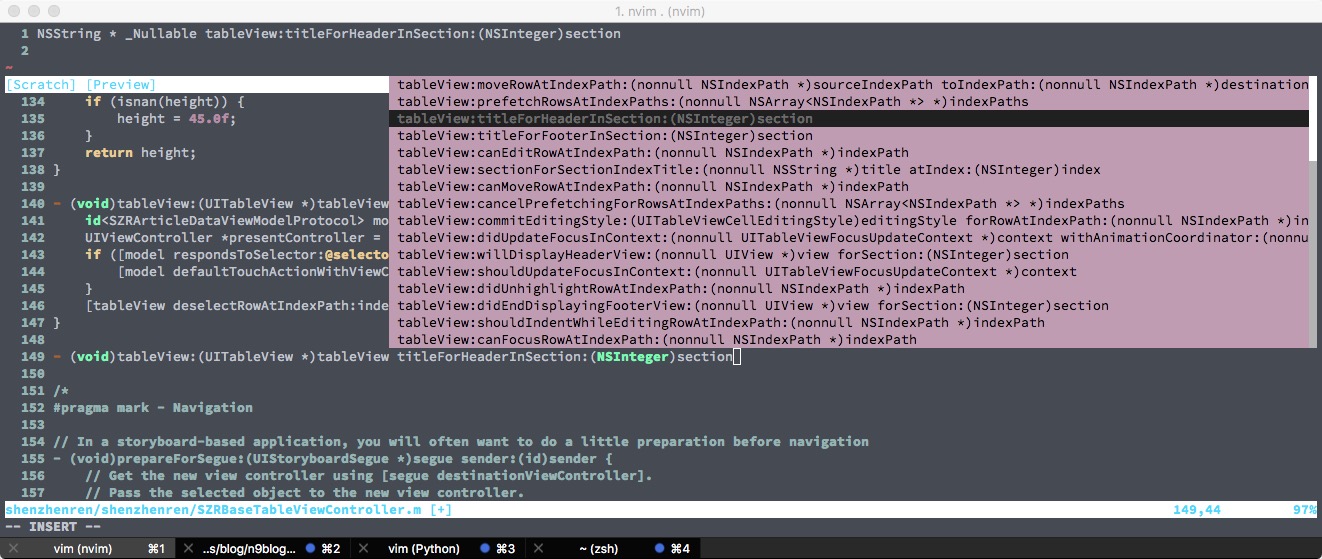 1. nvim . (nvim)
1 NSString * _Nullable tableView:titleForHeaderInSection:(NSInteger)section
2
~
[Scratch] [Preview]
134 if (isnan(height)) {
135 height = 45.0f;
136 }
137 return height;
138 }
139
140 - (void)tableView:(UITableView *)tableView
141 id<SZRArticleDataViewModelProtocol> mo
142 UIViewController *presentController =
143 if ([model respondsToSelector:@selecto
144 [model defaultTouchActionWithViewC
145 }
146 [tableView deselectRowAtIndexPath:inde
147 }
148
tableView:moveRowAtIndexPath:(nonnull NSIndexPath *)sourceIndexPath toIndexPath:(nonnull NSIndexPath *)destination
tableView:prefetchRowsAtIndexPaths:(nonnull NSArray<NSIndexPath *> *)indexPaths
tableView:titleForHeaderInSection:(NSInteger)section
tableView:titleForFooterInSection:(NSInteger)section
tableView:canEditRowAtIndexPath:(nonnull NSIndexPath *)indexPath
tableView:sectionForSectionIndexTitle:(nonnull NSString *)title atIndex:(NSInteger)index
tableView:canMoveRowAtIndexPath:(nonnull NSIndexPath *)indexPath
tableView:cancelPrefetchingForRowsAtIndexPaths:(nonnull NSArray<NSIndexPath *> *)indexPaths
tableView:commitEditingStyle:(UITableViewCellEditingStyle)editingStyle forRowAtIndexPath:(nonnull NSIndexPath *)in
tableView:didUpdateFocusInContext:(nonnull UITableViewFocusUpdateContext *)context withAnimationCoordinator:(nonnu
tableView:willDisplayHeaderView:(nonnull UIView *)view forSection:(NSInteger)section
tableView:shouldUpdateFocusInContext:(nonnull UITableViewFocusUpdateContext *)context
tableView:didUnhighlightRowAtIndexPath:(nonnull NSIndexPath *)indexPath
tableView:didEndDisplayingFooterView:(nonnull UIView *)view forSection:(NSInteger)section
tableView:shouldIndentWhileEditingRowAtIndexPath:(nonnull NSIndexPath *)indexPath
tableView:canFocusRowAtIndexPath:(nonnull NSIndexPath *)indexPath
149 - (void)tableView:(UITableView *)tableView titleForHeaderInSection:(NSInteger)section
150
151 /*
152 #pragma mark - Navigation
153
154 // In a storyboard-based application, you will often want to do a little preparation before navigation
155 - (void)prepareForSegue:(UIStoryboardSegue *)segue sender:(id)sender {
156 // Get the new view controller using [segue destinationViewController].
157 // Pass the selected object to the new view controller.
shenzhenren/shenzhenren/SZRBaseTableViewController.m [+] 149,44 97%
-- INSERT --
vim (nvim) ⌘1 ..s/blog/n9blog... ⌘2 vim (Python) ⌘3 ~ (zsh) ⌘4